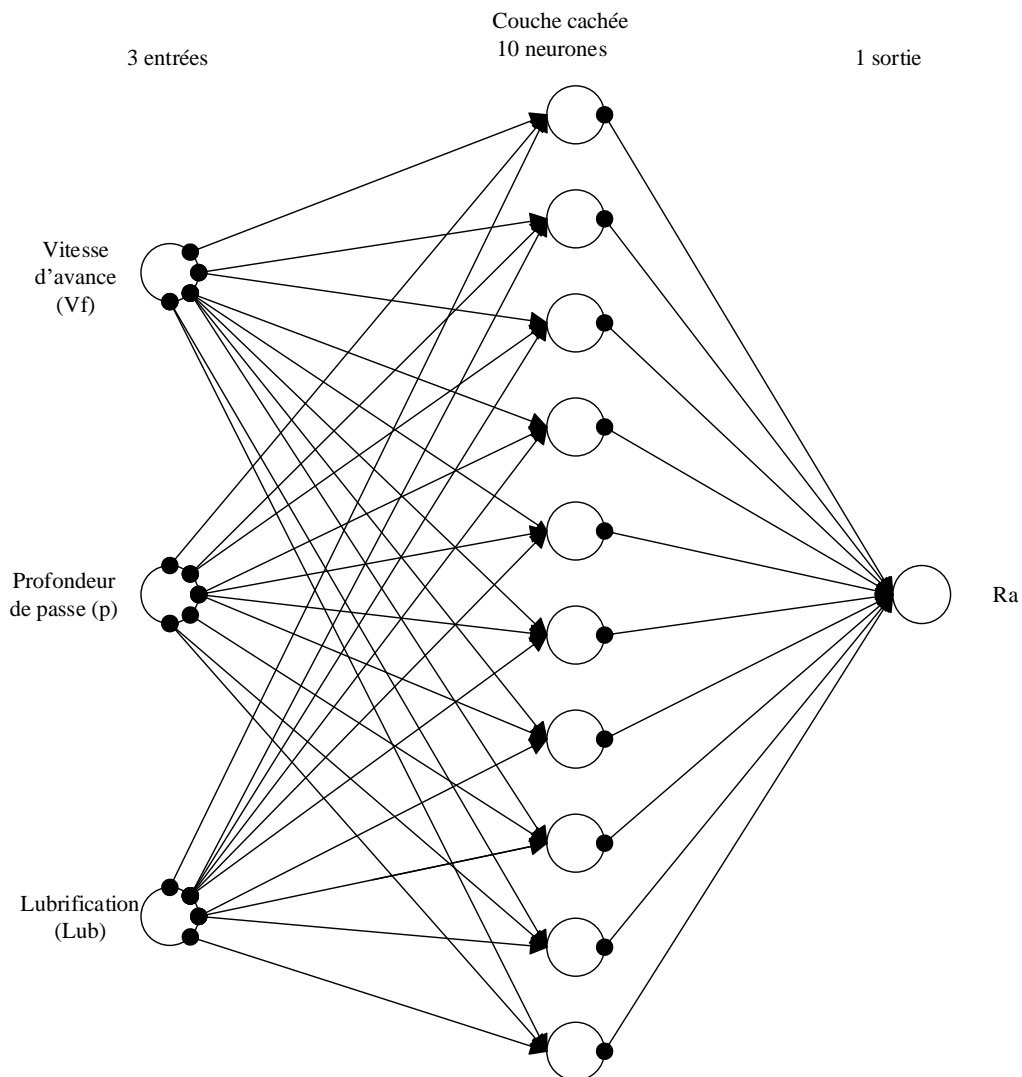 Couche cachée
10 neurones
3 entrées
1 sortie
Vitesse
d’avance
(Vf)
Profondeur
de passe (p)
Ra
Lubrification
(Lub)